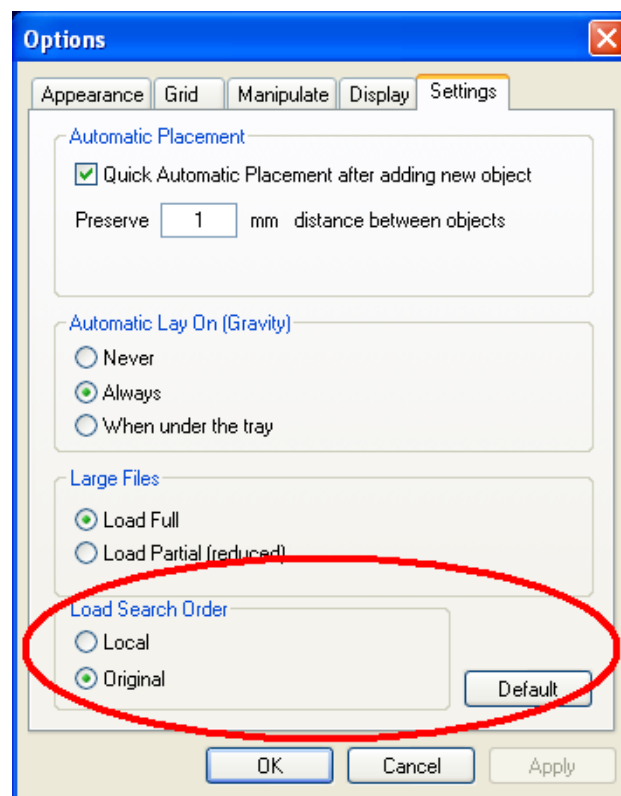 Options
Appearance Grid Manipulate Display Settings
Automatic Placement
Quick Automatic Placement after adding new object
Preserve 1 mm distance between objects
Automatic Lay On (Gravity)
Never
Always
When under the tray
Large Files
Load Full
Load Partial (reduced)
Load Search Order
Local
Original
Default
OK Cancel Apply